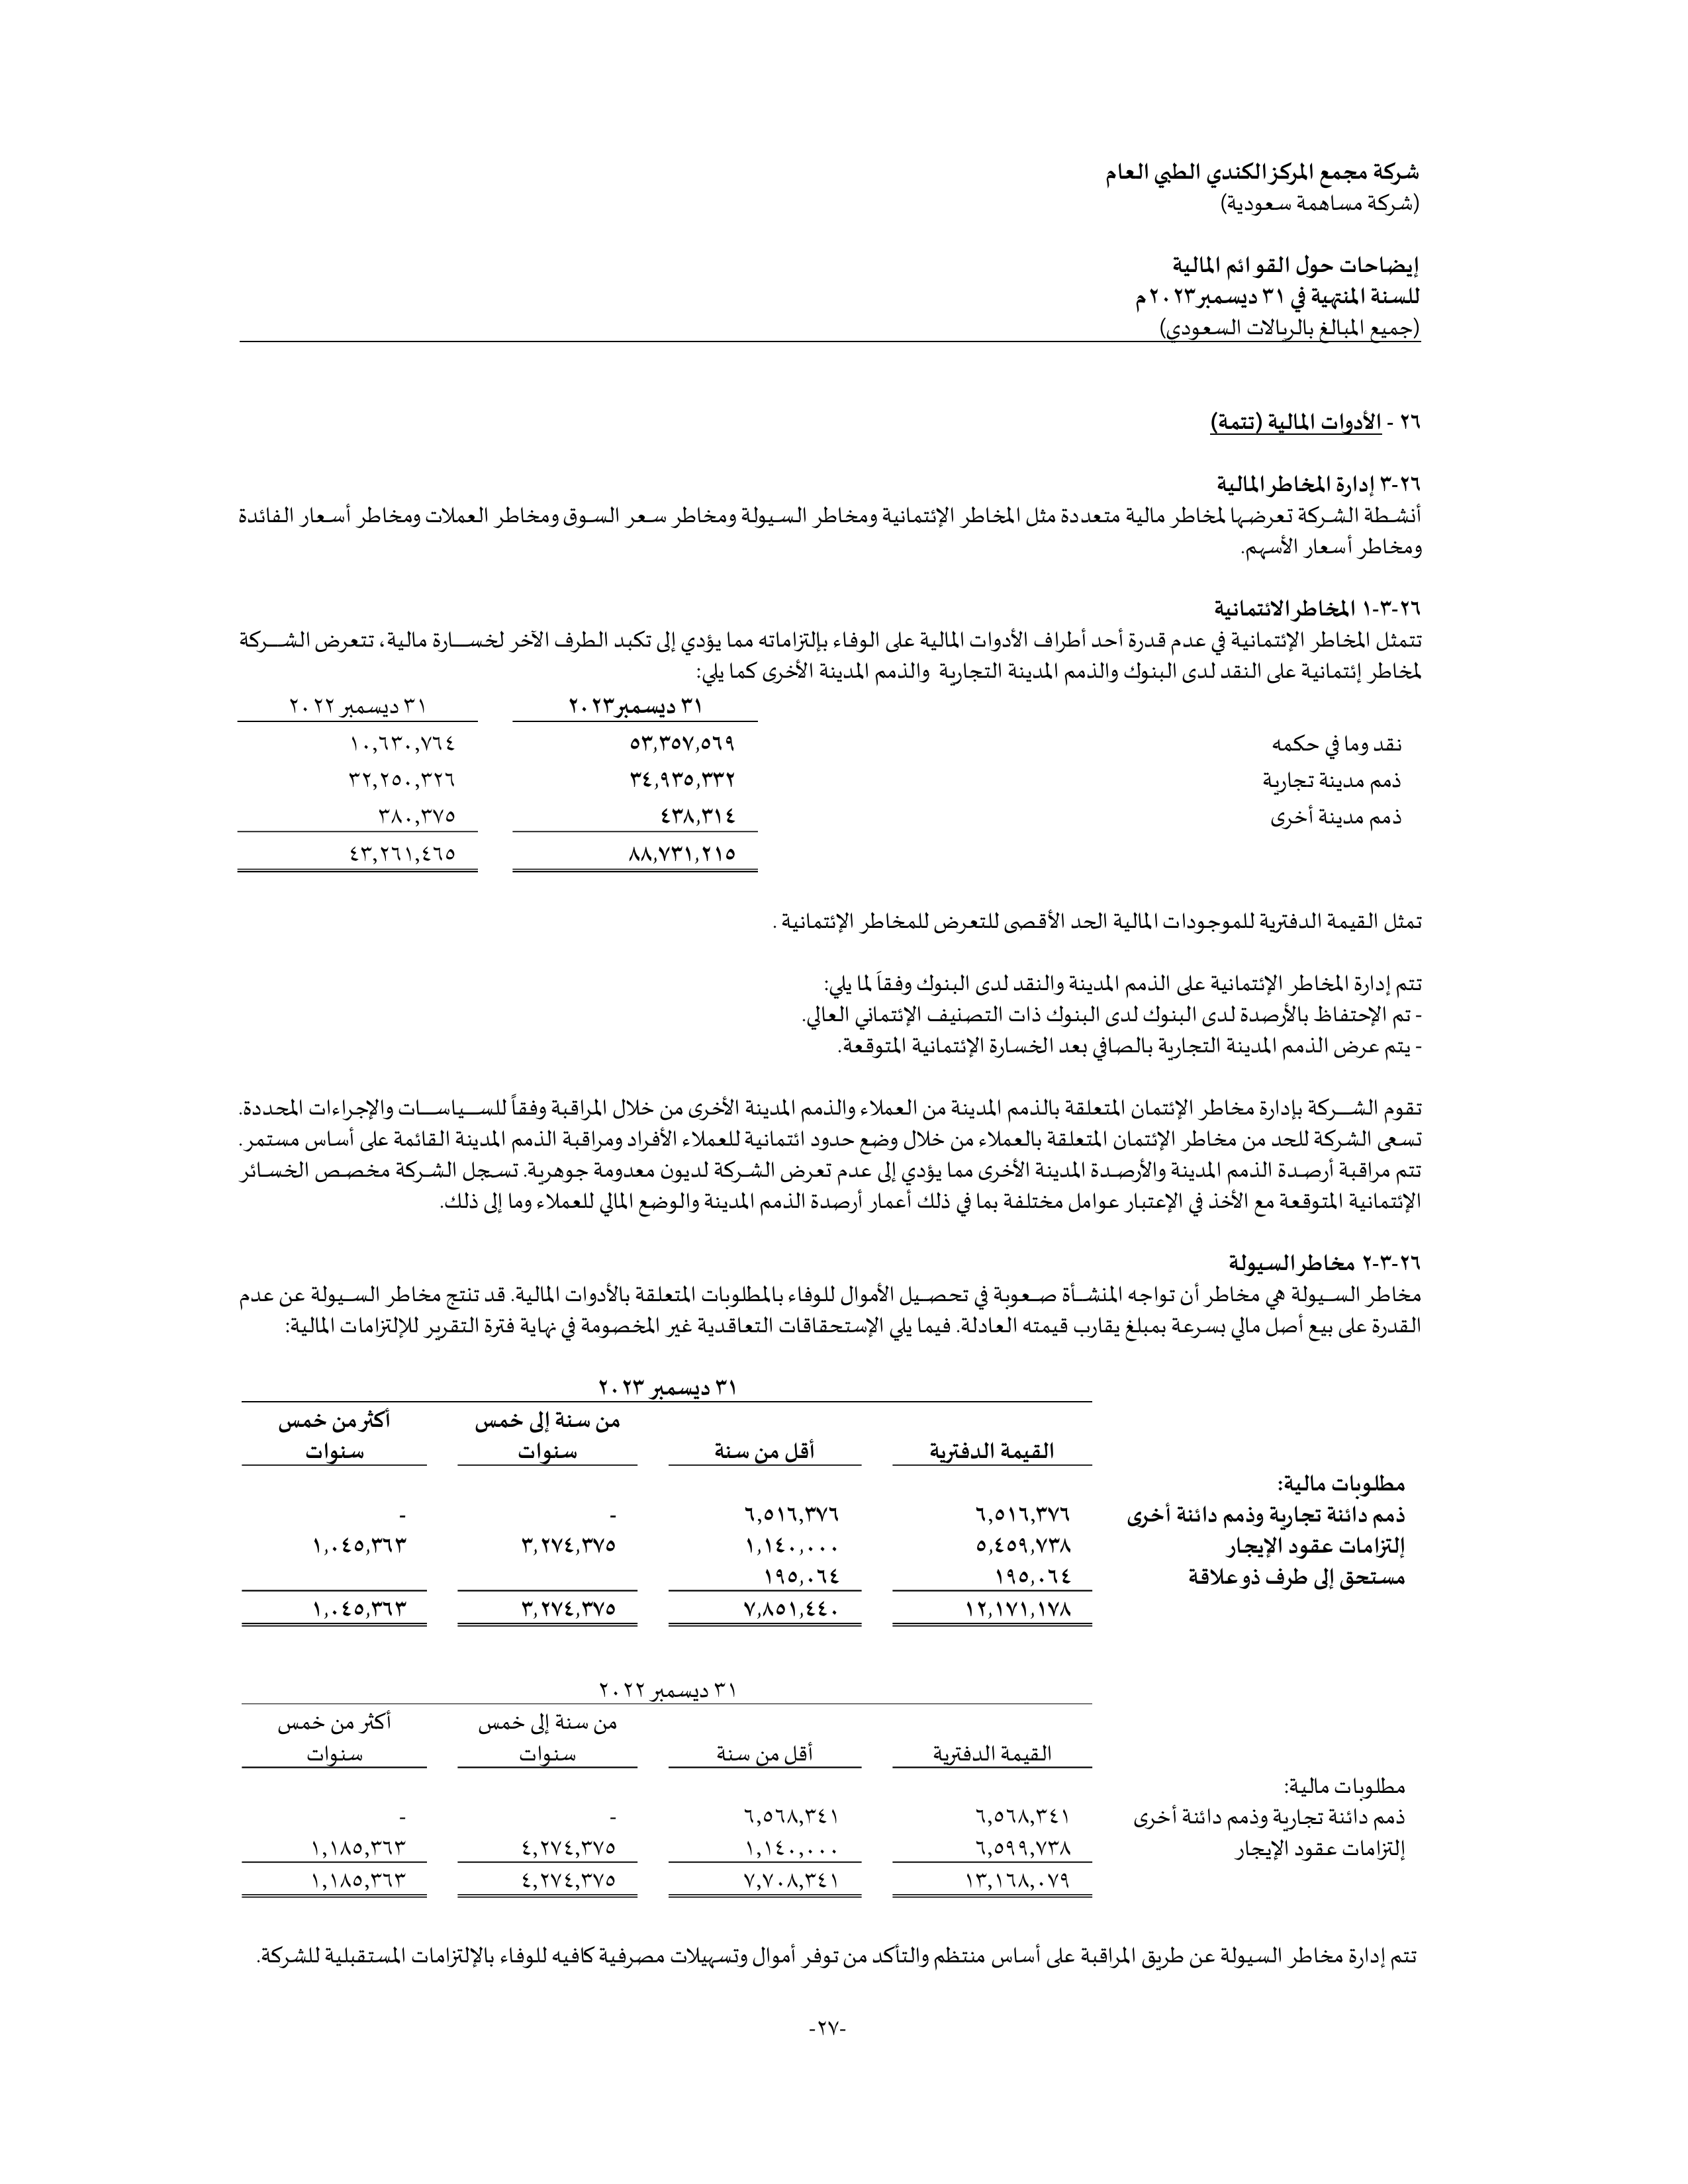 شركة مجمع المركز الكندي الطبي العام
(شركة مساهمة سعودية)
إيضاحات حول القوائم المالية
للسنة المنتهية في ٣١ ديسمبر ٢٠٢٣م
(جميع المبالغ بالريالات السعودي)
٢٦ - الأدوات المالية (تتمة)
٢٦-٣ إدارة المخاطر المالية
أنشطة الشركة تعرضها لمخاطر مالية متعددة مثل المخاطر الإئتمانية ومخاطر السيولة ومخاطر سعر السوق ومخاطر العملات ومخاطر أسعار الفائدة
ومخاطر أسعار الأسهم.
٢٦-٣-١ المخاطر الائتمانية
تتمثل المخاطر الإئتمانية في عدم قدرة أحد أطراف الأدوات المالية على الوفاء بإلتزاماته مما يؤدي إلى تكبد الطرف الآخر لخسارة مالية، تتعرض الشركة
لمخاطر إئتمانية على النقد لدى البنوك والذمم المدينة التجارية والذمم المدينة الأخرى كما يلي:
٣١ ديسمبر ٢٠٢٣ ٣١ ديسمبر ٢٠٢٢
نقد وما في حكمه ٥٣,٣٥٧,٥٦٩ ١٠,٦٣٠,٧٦٤
ذمم مدينة تجارية ٣٤,٩٣٥,٣٣٢ ٣٢,٢٥٠,٣٢٦
ذمم مدينة أخرى ٤٣٨,٣١٤ ٣٨٠,٣٧٥
٨٨,٧٣١,٢١٥ ٤٣,٢٦١,٤٦٥
تمثل القيمة الدفترية للموجودات المالية الحد الأقصى للتعرض للمخاطر الإئتمانية .
تتم إدارة المخاطر الإئتمانية على الذمم المدينة والنقد لدى البنوك وفقاَ لما يلي:
- تم الإحتفاظ بالأرصدة لدى البنوك لدى البنوك ذات التصنيف الإئتماني العالي.
- يتم عرض الذمم المدينة التجارية بالصافي بعد الخسارة الإئتمانية المتوقعة.
تقوم الشركة بإدارة مخاطر الإئتمان المتعلقة بالذمم المدينة من العملاء والذمم المدينة الأخرى من خلال المراقبة وفقاً للسياسات والإجراءات المحددة.
تسعى الشركة للحد من مخاطر الإئتمان المتعلقة بالعملاء من خلال وضع حدود ائتمانية للعملاء الأفراد ومراقبة الذمم المدينة القائمة على أساس مستمر.
تتم مراقبة أرصدة الذمم المدينة والأرصدة المدينة الأخرى مما يؤدي إلى عدم تعرض الشركة لديون معدومة جوهرية. تسجل الشركة مخصص الخسائر
الإئتمانية المتوقعة مع الأخذ في الإعتبار عوامل مختلفة بما في ذلك أعمار أرصدة الذمم المدينة والوضع المالي للعملاء وما إلى ذلك.
٢٦-٣-٢ مخاطر السيولة
مخاطر السيولة هي مخاطر أن تواجه المنشأة صعوبة في تحصيل الأموال للوفاء بالمطلوبات المتعلقة بالأدوات المالية. قد تنتج مخاطر السيولة عن عدم
القدرة على بيع أصل مالي بسرعة بمبلغ يقارب قيمته العادلة. فيما يلي الإستحقاقات التعاقدية غير المخصومة في نهاية فترة التقرير للإلتزامات المالية:
٣١ ديسمبر ٢٠٢٣
من سنة إلى خمس أكثر من خمس
القيمة الدفترية أقل من سنة سنوات سنوات
مطلوبات مالية:
ذمم دائنة تجارية وذمم دائنة أخرى ٦,٥١٦,٣٧٦ ٦,٥١٦,٣٧٦ - -
إلتزامات عقود الإيجار ٥,٤٥٩,٧٣٨ ١,١٤٠,٠٠٠ ٣,٢٧٤,٣٧٥ ١,٠٤٥,٣٦٣
مستحق إلى طرف ذو علاقة ١٩٥,٠٦٤ ١٩٥,٠٦٤
١٢,١٧١,١٧٨ ٧,٨٥١,٤٤٠ ٣,٢٧٤,٣٧٥ ١,٠٤٥,٣٦٣
٣١ ديسمبر ٢٠٢٢
من سنة إلى خمس أكثر من خمس
القيمة الدفترية أقل من سنة سنوات سنوات
مطلوبات مالية:
ذمم دائنة تجارية وذمم دائنة أخرى ٦,٥٦٨,٣٤١ ٦,٥٦٨,٣٤١ - -
إلتزامات عقود الإيجار ٦,٥٩٩,٧٣٨ ١,١٤٠,٠٠٠ ٤,٢٧٤,٣٧٥ ١,١٨٥,٣٦٣
١٣,١٦٨,٠٧٩ ٧,٧٠٨,٣٤١ ٤,٢٧٤,٣٧٥ ١,١٨٥,٣٦٣
تتم إدارة مخاطر السيولة عن طريق المراقبة على أساس منتظم والتأكد من توفر أموال وتسهيلات مصرفية كافيه للوفاء بالإلتزامات المستقبلية للشركة.
-٢٧-